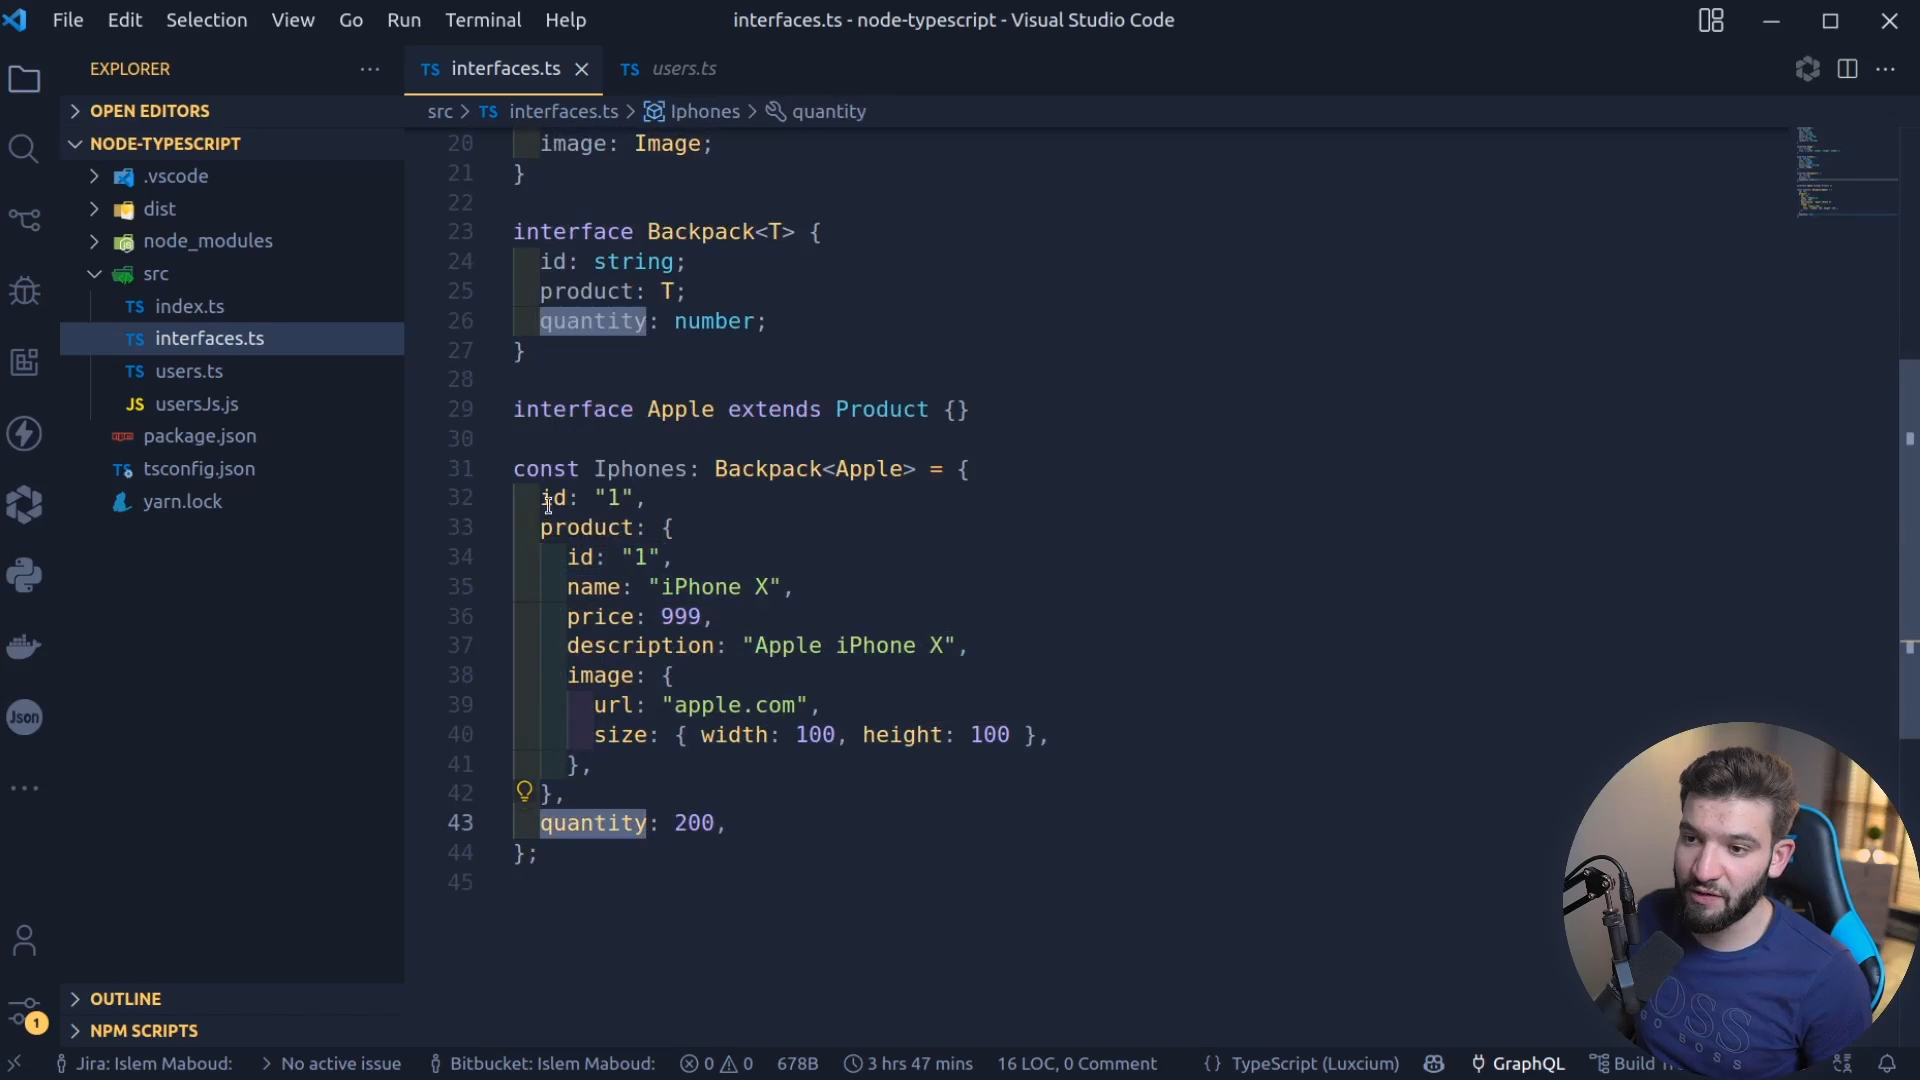 File Edit Selection View Go Run Terminal Help
interfaces.ts - node-typescript - Visual Studio Code
EXPLORER
OPEN EDITORS
NODE-TYPESCRIPT
.vscode
dist
node_modules
src
TS index.ts
TS interfaces.ts
TS users.ts
JS usersJs.js
package.json
TS tsconfig.json
yarn.lock
OUTLINE
NPM SCRIPTS
Json
1
TS interfaces.ts
TS users.ts
src > TS interfaces.ts > Iphones > quantity
20 image: Image;
21 }
22
23 interface Backpack<T> {
24 id: string;
25 product: T;
26 quantity: number;
27 }
28
29 interface Apple extends Product {}
30
31 const Iphones: Backpack<Apple> = {
32 id: "1",
33 product: {
34 id: "1",
35 name: "iPhone X",
36 price: 999,
37 description: "Apple iPhone X",
38 image: {
39 url: "apple.com",
40 size: { width: 100, height: 100 },
41 },
42 },
43 quantity: 200,
44 };
45
Jira: Islem Maboud: No active issue Bitbucket: Islem Maboud: 0 0 678B 3 hrs 47 mins 16 LOC, 0 Comment {} TypeScript (Luxcium) GraphQL Build